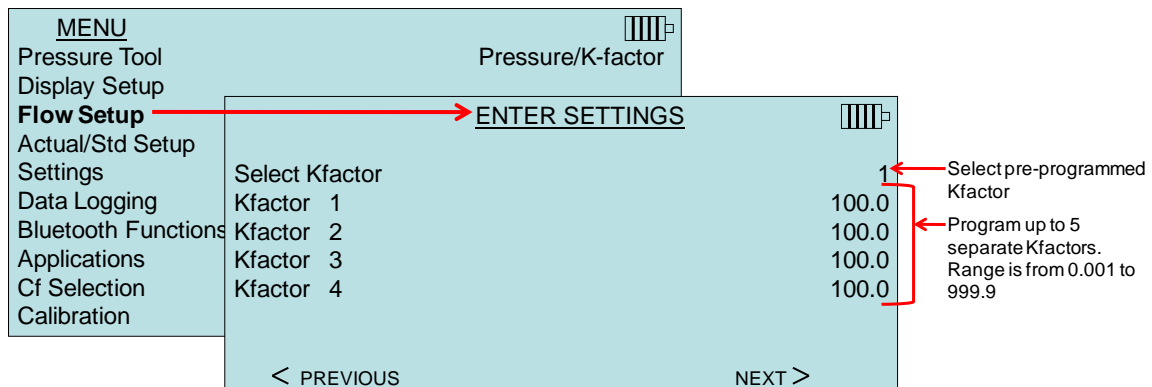 MENU
Pressure Tool Pressure/K-factor
Display Setup
Flow Setup
Actual/Std Setup
Settings
Data Logging
Bluetooth Functions
Applications
Cf Selection
Calibration
ENTER SETTINGS
Select Kfactor 1
Kfactor 1 100.0
Kfactor 2 100.0
Kfactor 3 100.0
Kfactor 4 100.0
< PREVIOUS NEXT >
Select pre-programmed
Kfactor
Program up to 5
separate Kfactors.
Range is from 0.001 to
999.9